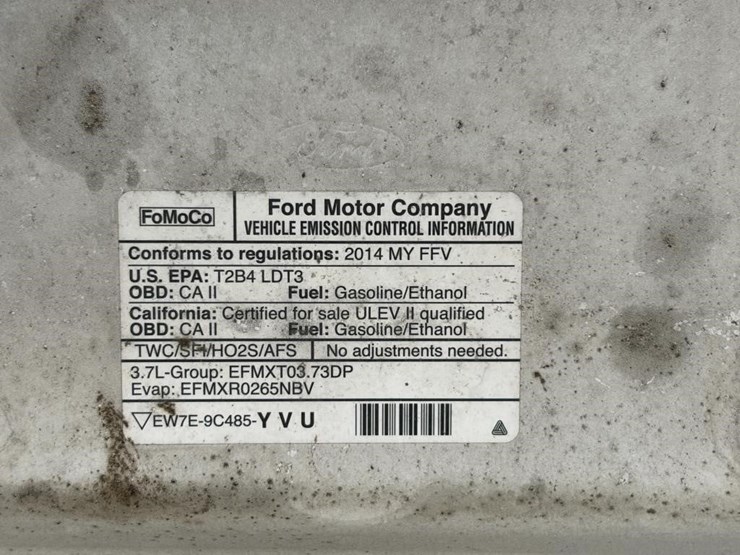 FoMoCo
Ford Motor Company
VEHICLE EMISSION CONTROL INFORMATION
Conforms to regulations: 2014 MY FFV
U.S. EPA: T2B4 LDT3
OBD: CA II Fuel: Gasoline/Ethanol
California: Certified for sale ULEV II qualified
OBD: CA II Fuel: Gasoline/Ethanol
TWC/SFI/HO2S/AFS No adjustments needed.
3.7L-Group: EFMXT03.73DP
Evap: EFMXR0265NBV
EW7E-9C485-Y V U